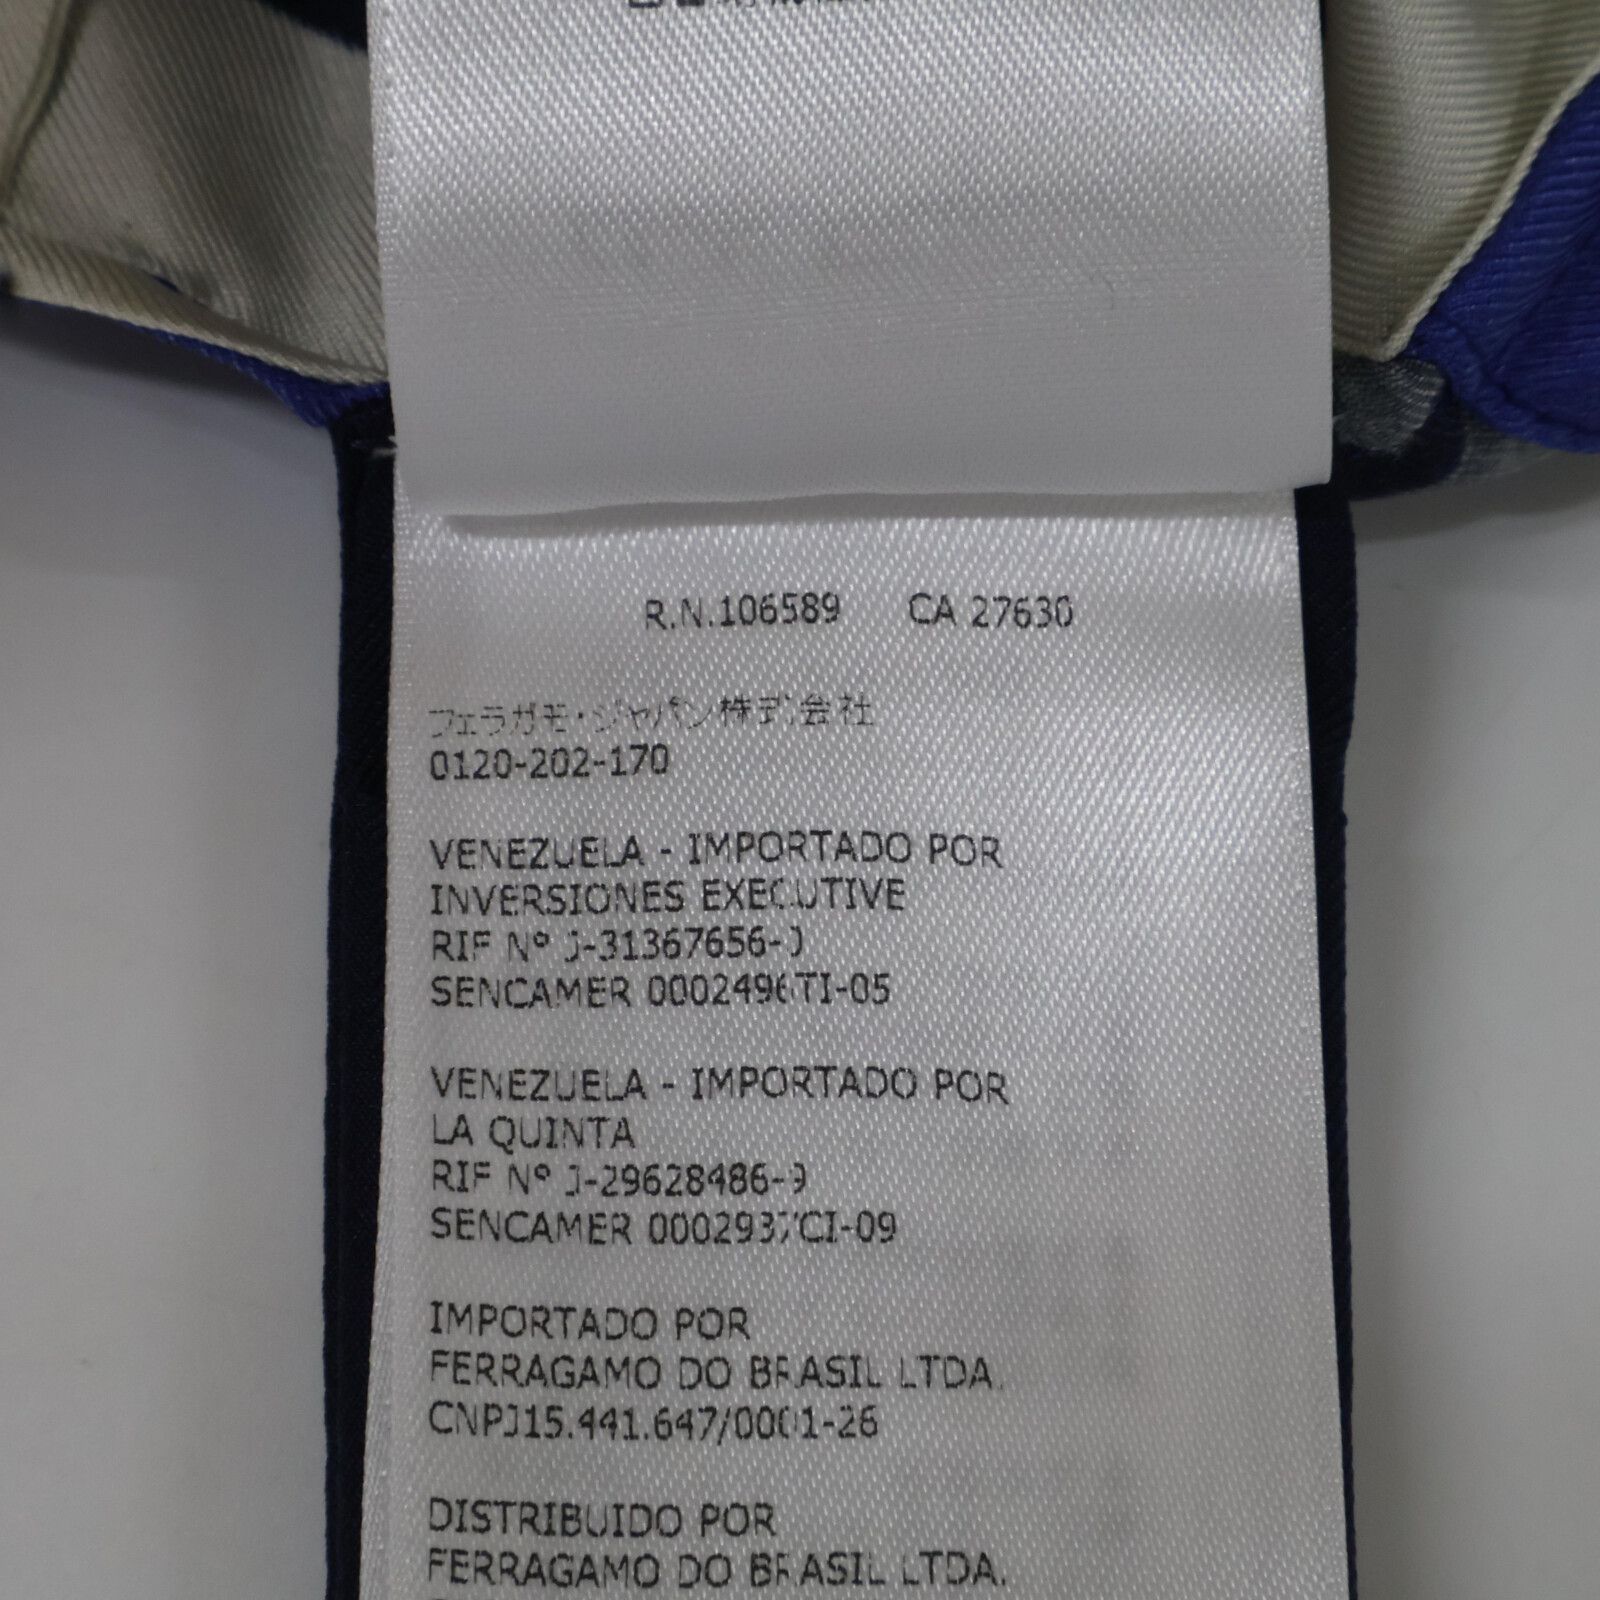 R.N.106589 CA 27630
フェラガモ・ジャパン株式会社
0120-202-170
VENEZUELA - IMPORTADO POR
INVERSIONES EXECUTIVE
RIF Nº J-31367656-0
SENCAMER 0002496TI-05
VENEZUELA - IMPORTADO POR
LA QUINTA
RIF Nº J-29628486-9
SENCAMER 0002937CI-09
IMPORTADO POR
FERRAGAMO DO BRASIL LTDA.
CNPJ15.441.647/0001-26
DISTRIBUIDO POR
FERRAGAMO DO BRASIL LTDA.